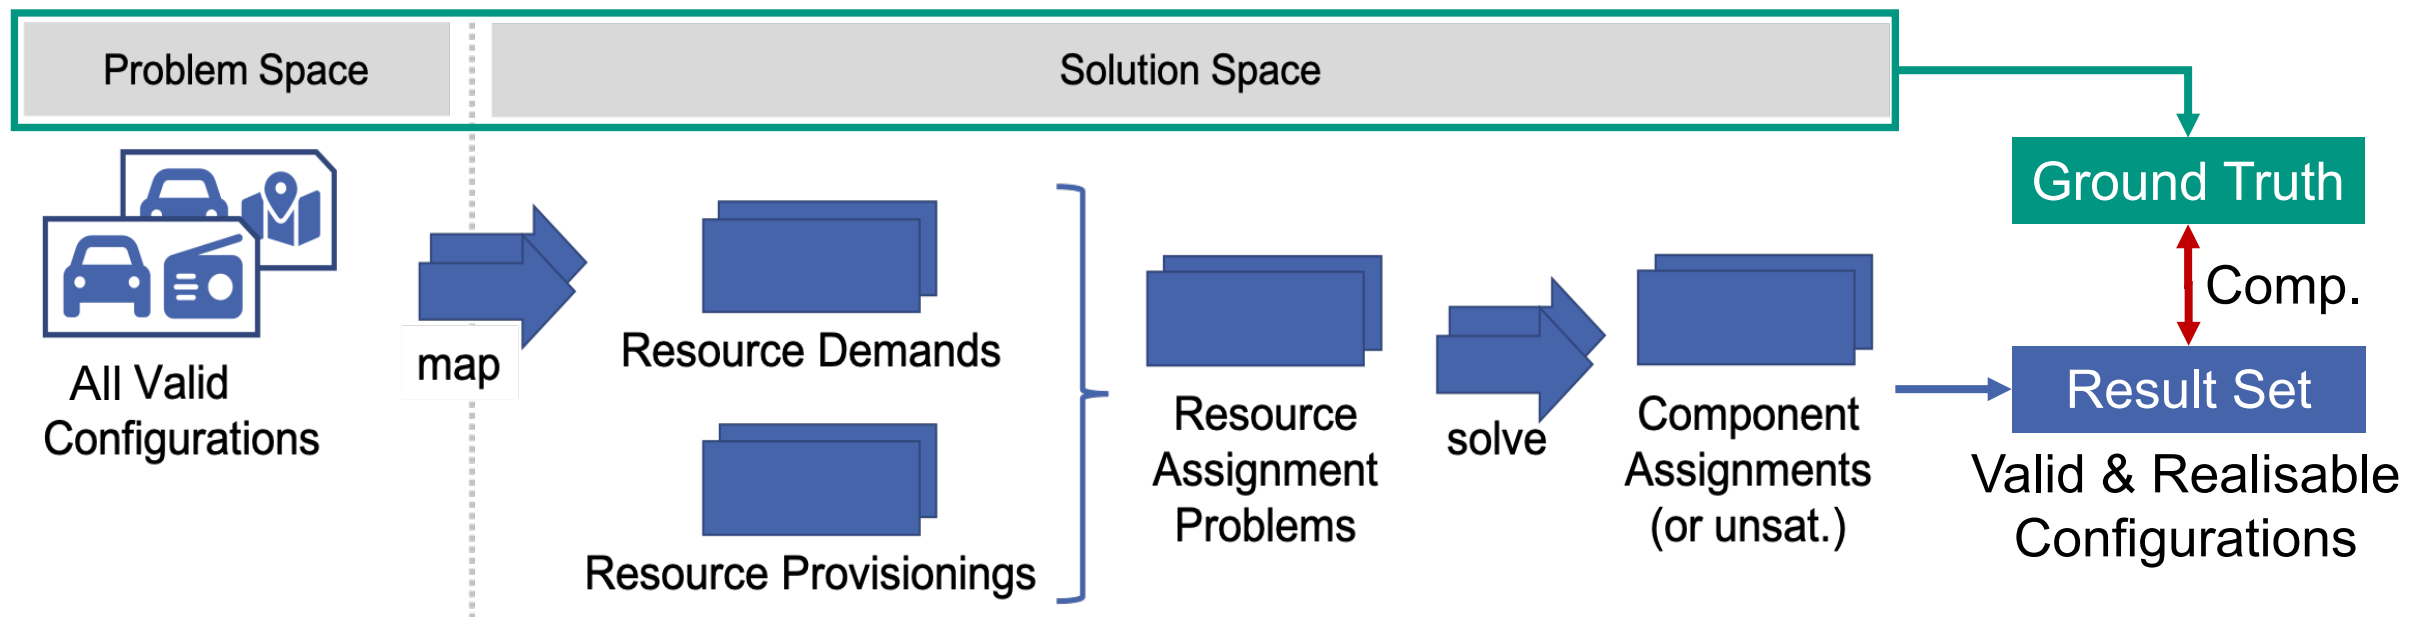 Problem Space
Solution Space
All Valid
Configurations
map
Resource Demands
Resource Provisionings
Resource
Assignment
Problems
solve
Component
Assignments
(or unsat.)
Ground Truth
Comp.
Result Set
Valid & Realisable
Configurations